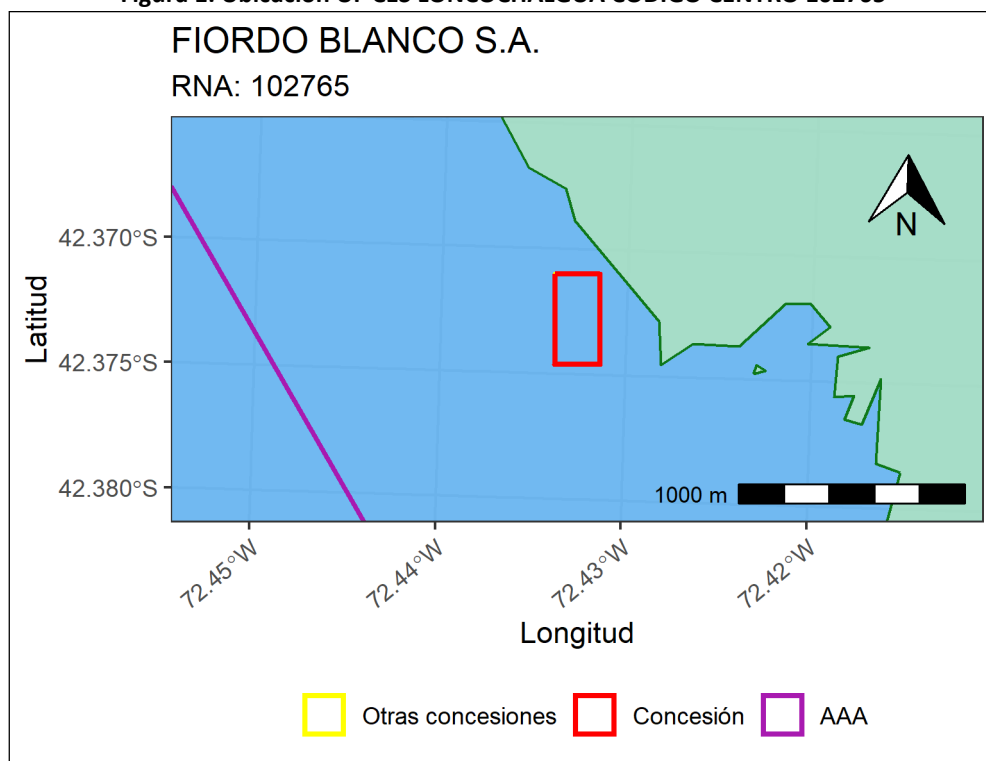 FIORDO BLANCO S.A.
RNA: 102765
N
42.370°S
42.375°S
42.380°S
Latitud
1000 m
72.45°W
72.44°W
72.43°W
72.42°W
Longitud
Otras concesiones
Concesión
AAA